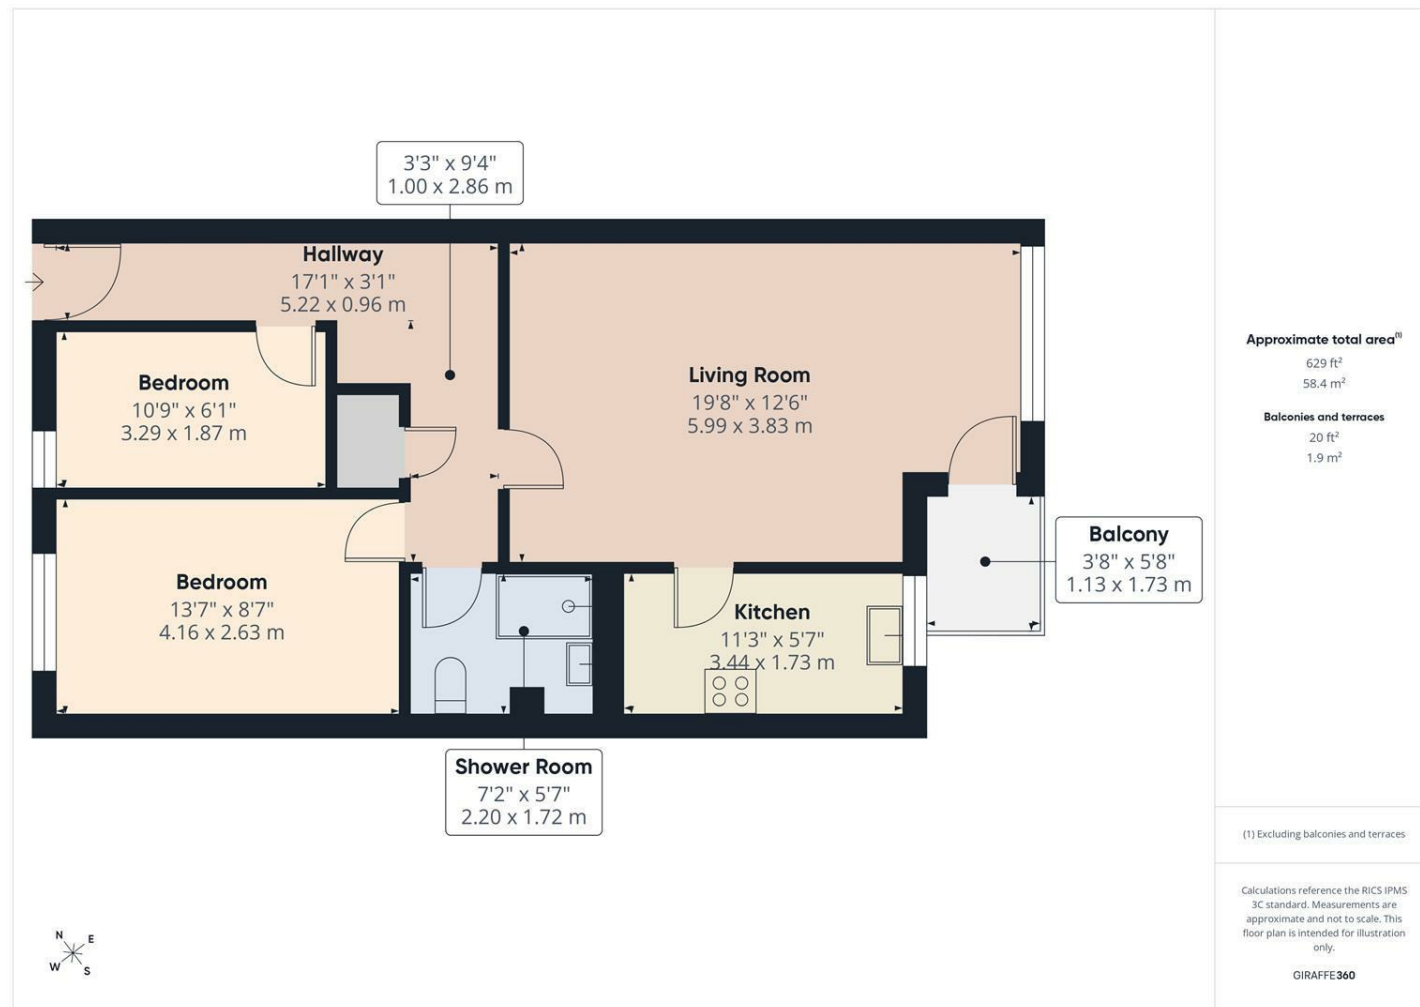 3'3" x 9'4"
1.00 x 2.86 m
Hallway
17'1" x 3'1"
5.22 x 0.96 m
Bedroom
10'9" x 6'1"
3.29 x 1.87 m
Living Room
19'8" x 12'6"
5.99 x 3.83 m
Bedroom
13'7" x 8'7"
4.16 x 2.63 m
Balcony
3'8" x 5'8"
1.13 x 1.73 m
Kitchen
11'3" x 5'7"
3.44 x 1.73 m
Shower Room
7'2" x 5'7"
2.20 x 1.72 m
N
E
W
S
Approximate total area(1)
629 ft²
58.4 m²
Balconies and terraces
20 ft²
1.9 m²
(1) Excluding balconies and terraces
Calculations reference the RICS IPMS
3C standard. Measurements are
approximate and not to scale. This
floor plan is intended for illustration
only.
GIRAFFE360